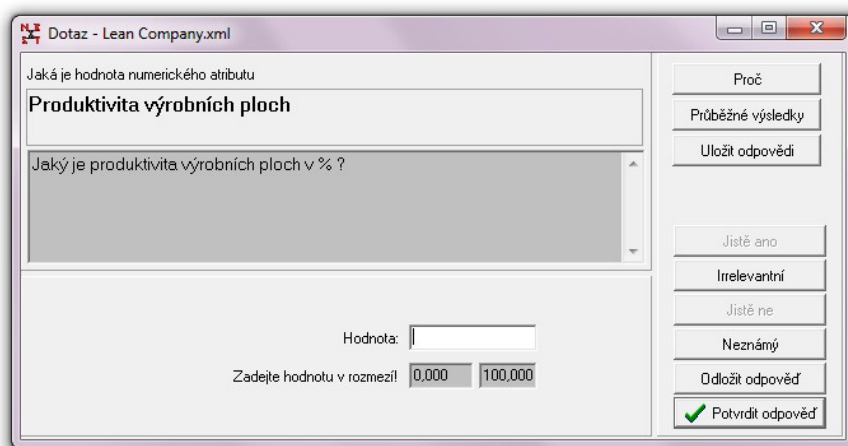 Dotaz - Lean Company.xml
Jaká je hodnota numerického atributu
Produktivita výrobních ploch
Jaký je produktivita výrobních ploch v % ?
Hodnota:
Zadejte hodnotu v rozmezí! 0,000 100,000
Proč
Průběžné výsledky
Uložit odpovědi
Jistě ano
Irrelevantní
Jistě ne
Neznámý
Odložit odpověď
Potvrdit odpověď